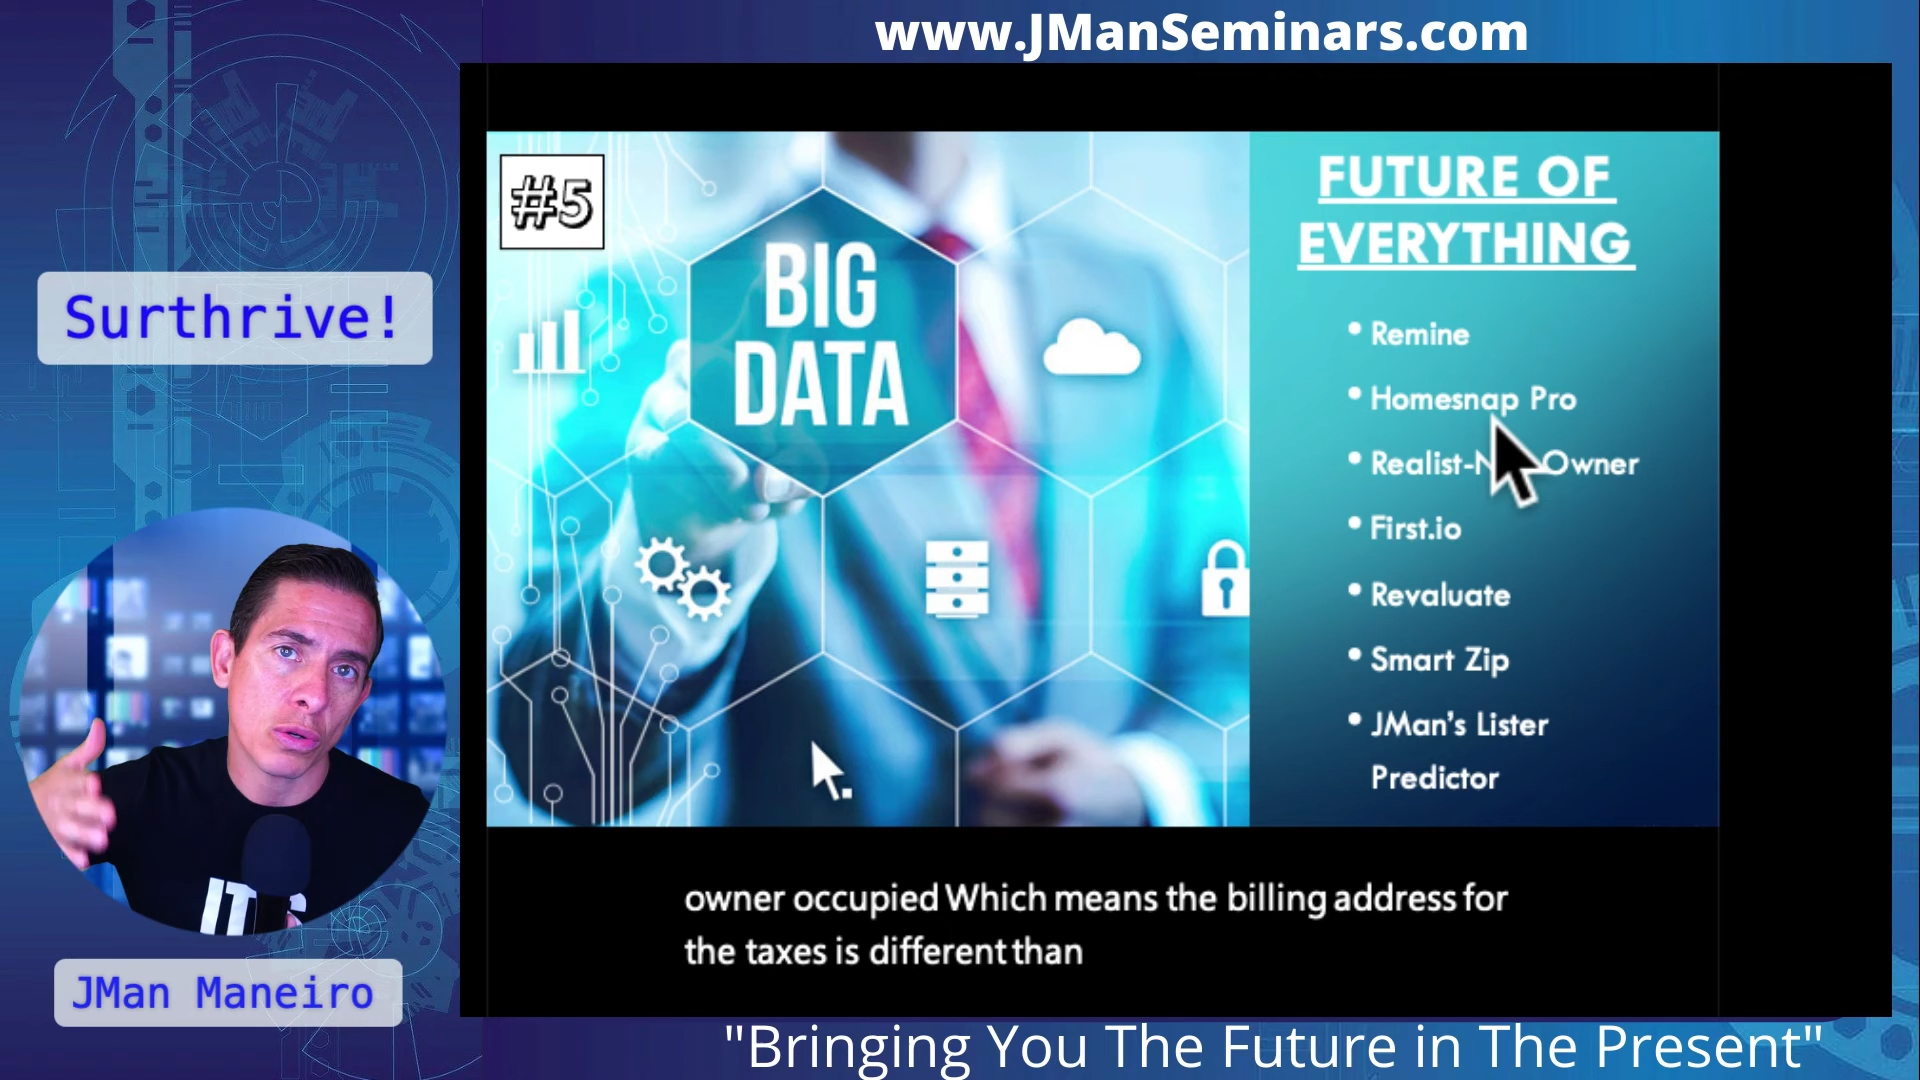 www.JManSeminars.com
#5
BIG
DATA
FUTURE OF
EVERYTHING
• Remine
• Homesnap Pro
• Realist- Owner
• First.io
• Revaluate
• Smart Zip
• JMan's Lister
Predictor
Surthrive!
JMan Maneiro
owner occupied Which means the billing address for
the taxes is different than
"Bringing You The Future in The Present"